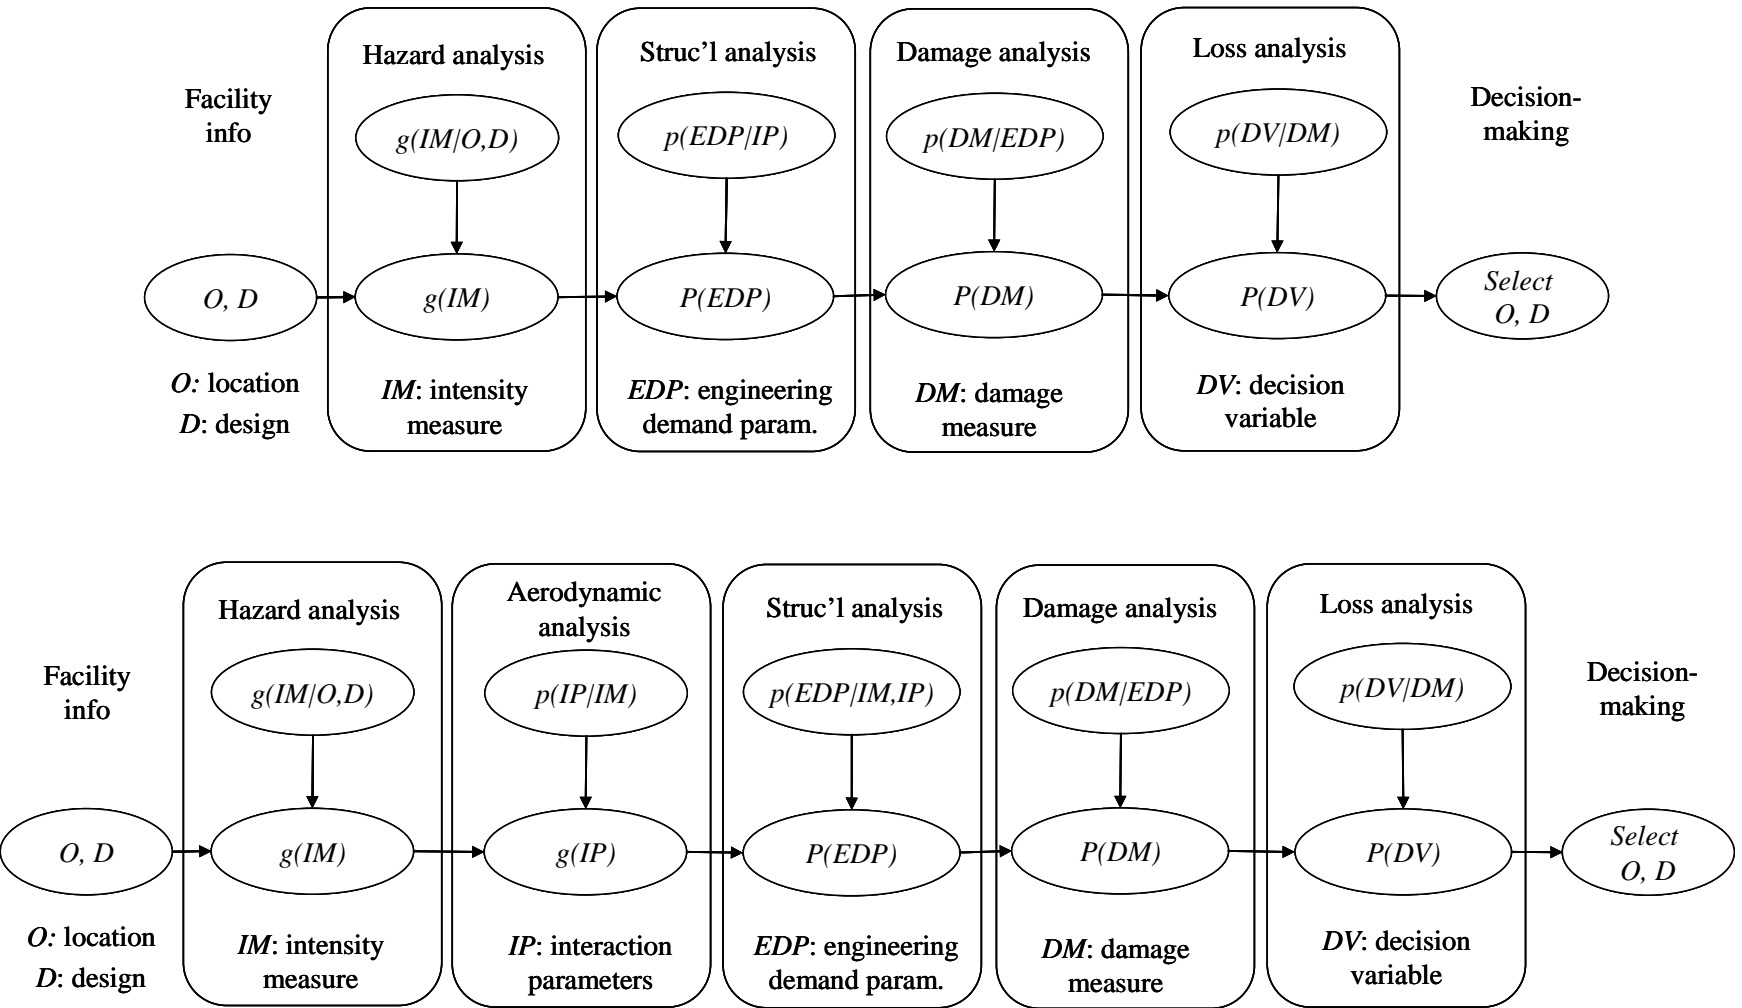 Facility
info
O, D
O: location
D: design
Hazard analysis
g(IM/O,D)
g(IM)
IM: intensity
measure
Struc'l analysis
p(EDP/IP)
P(EDP)
EDP: engineering
demand param.
Damage analysis
p(DM/EDP)
P(DM)
DM: damage
measure
Loss analysis
p(DV/DM)
P(DV)
DV: decision
variable
Decision-
making
Select
O, D
Facility
info
O, D
O: location
D: design
Hazard analysis
g(IM/O,D)
g(IM)
IM: intensity
measure
Aerodynamic
analysis
p(IP/IM)
g(IP)
IP: interaction
parameters
Struc'l analysis
p(EDP/IM,IP)
P(EDP)
EDP: engineering
demand param.
Damage analysis
p(DM/EDP)
P(DM)
DM: damage
measure
Loss analysis
p(DV/DM)
P(DV)
DV: decision
variable
Decision-
making
Select
O, D